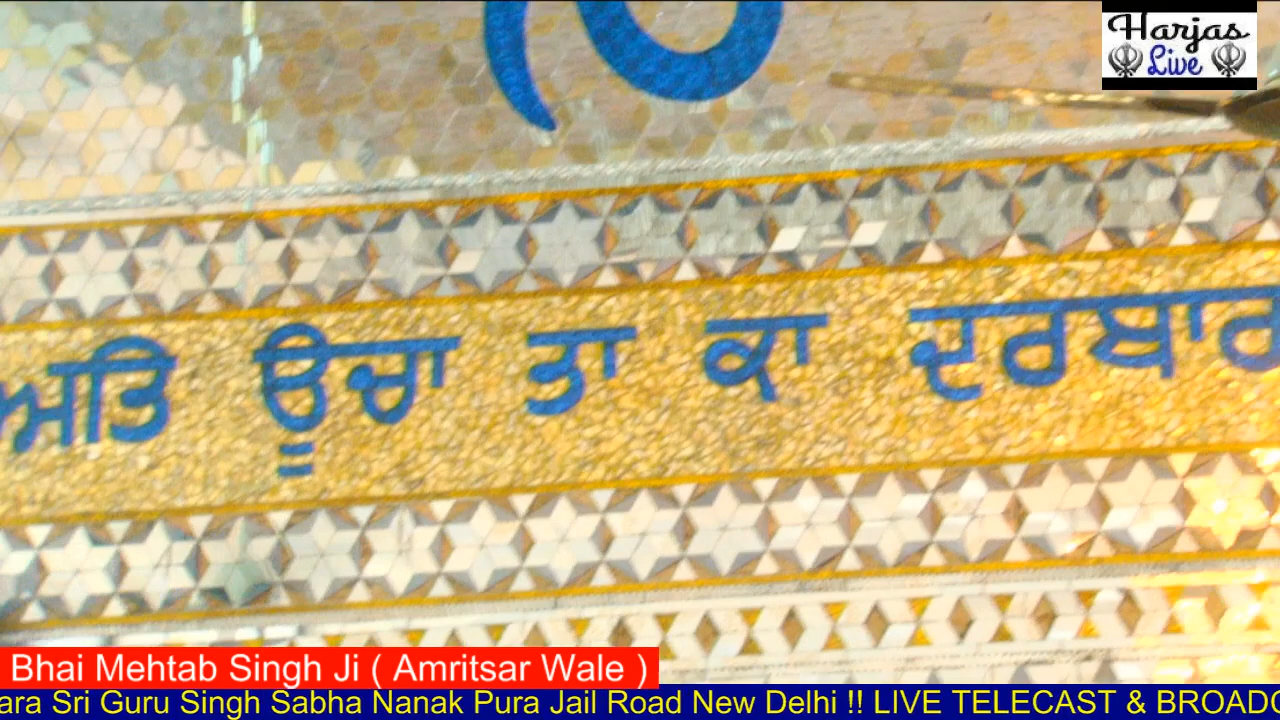 Harjas
Live
ਅਤਿ ਊਚਾ ਤਾ ਕਾ ਦਰਬਾਰ
Bhai Mehtab Singh Ji ( Amritsar Wale )
ara Sri Guru Singh Sabha Nanak Pura Jail Road New Delhi !! LIVE TELECAST & BROADC